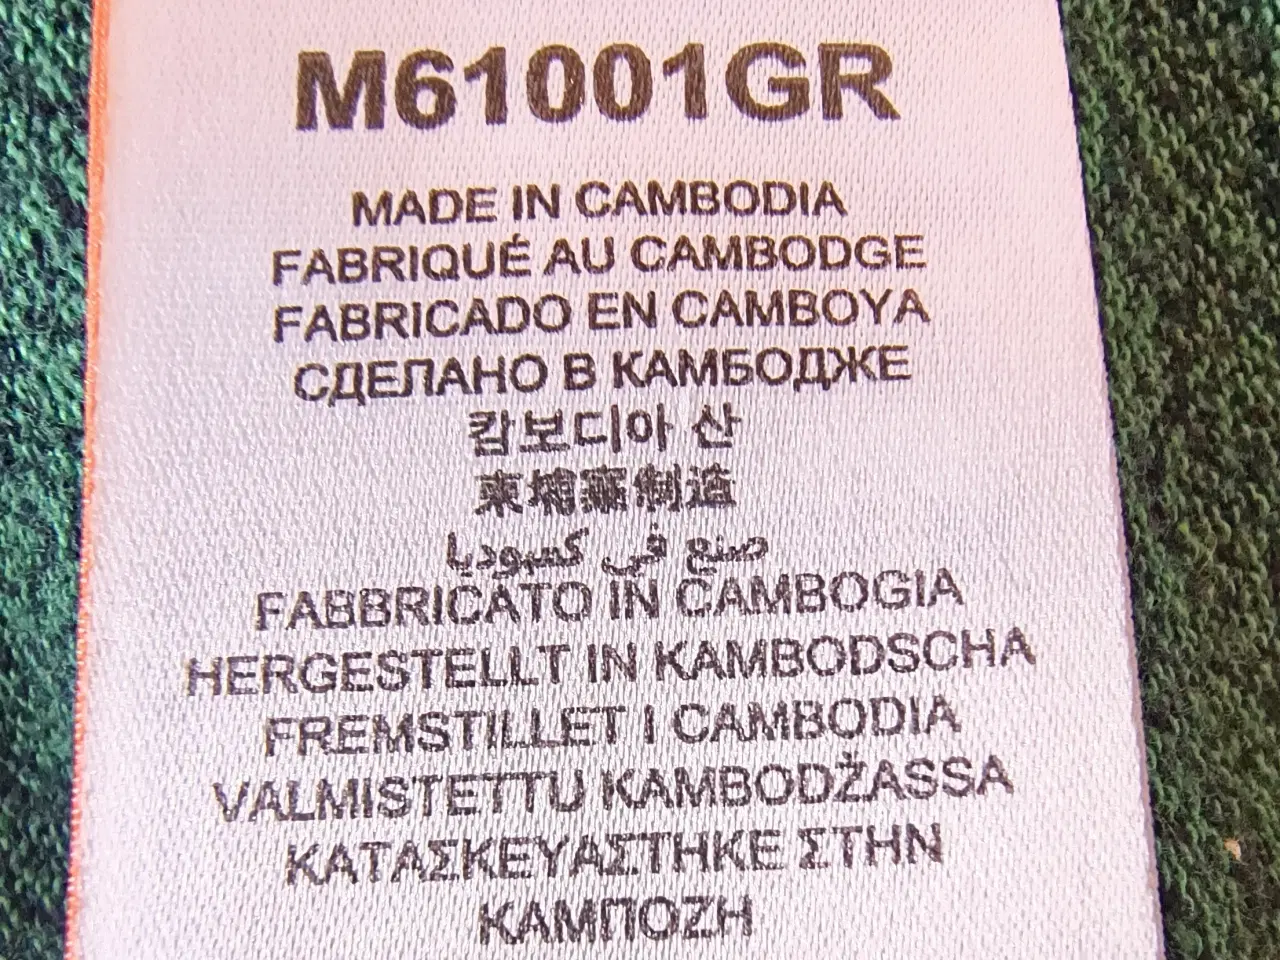 M61001GR
MADE IN CAMBODIA
FABRIQUÉ AU CAMBODGE
FABRICADO EN CAMBOYA
СДЕЛАНО В КАМБОДЖЕ
캄보디아 산
柬埔寨制造
صنع في كمبوديا
FABBRICATO IN CAMBOGIA
HERGESTELLT IN KAMBODSCHA
FREMSTILLET I CAMBODIA
VALMISTETTU KAMBODŽASSA
ΚΑΤΑΣΚΕΥΑΣΤΗΚΕ ΣΤΗΝ
ΚΑΜΠΟΖΗ